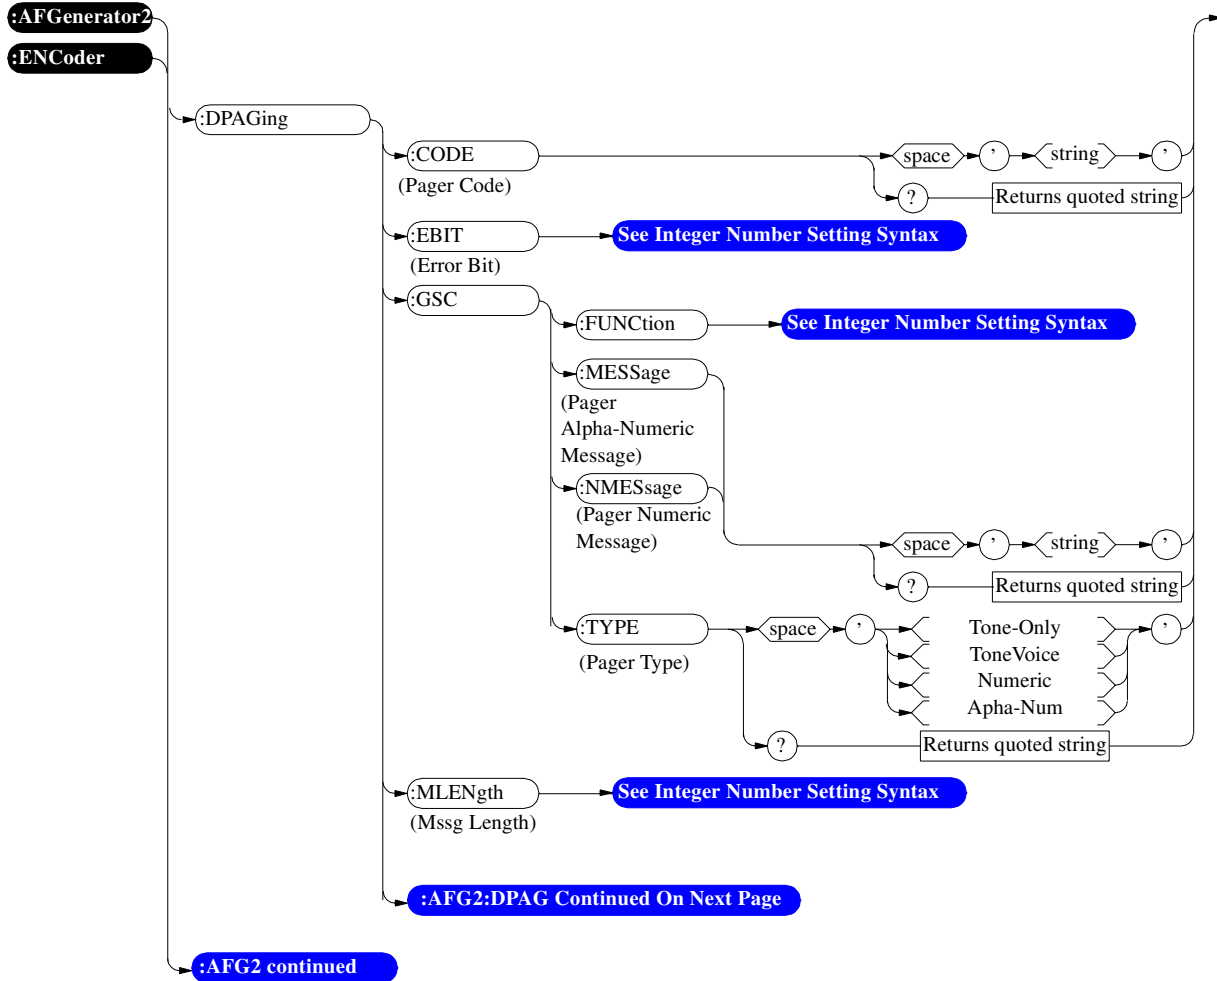 :AFGenerator2
:ENCoder
:DPAGing
:CODE
(Pager Code)
space ’ string ’
? Returns quoted string
:EBIT See Integer Number Setting Syntax
(Error Bit)
:GSC
:FUNCtion See Integer Number Setting Syntax
:MESSage
(Pager
Alpha-Numeric
Message)
:NMESsage
(Pager Numeric
Message)
space ’ string ’
? Returns quoted string
:TYPE
(Pager Type)
space ’ Tone-Only ’
ToneVoice
Numeric
Apha-Num
? Returns quoted string
:MLENgth See Integer Number Setting Syntax
(Mssg Length)
:AFG2:DPAG Continued On Next Page
:AFG2 continued